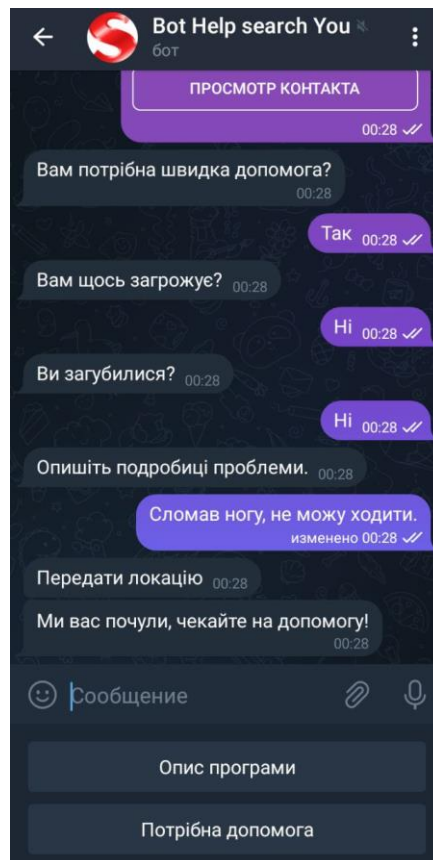 Bot Help search You
бот
ПРОСМОТР КОНТАКТА
00:28
Вам потрібна швидка допомога?
00:28
Так 00:28
Вам щось загрожує? 00:28
Ні 00:28
Ви загубилися? 00:28
Ні 00:28
Опишіть подробиці проблеми. 00:28
Сломав ногу, не можу ходити.
изменено 00:28
Передати локацію 00:28
Ми вас почули, чекайте на допомогу!
00:28
Сообщение
Опис програми
Потрібна допомога